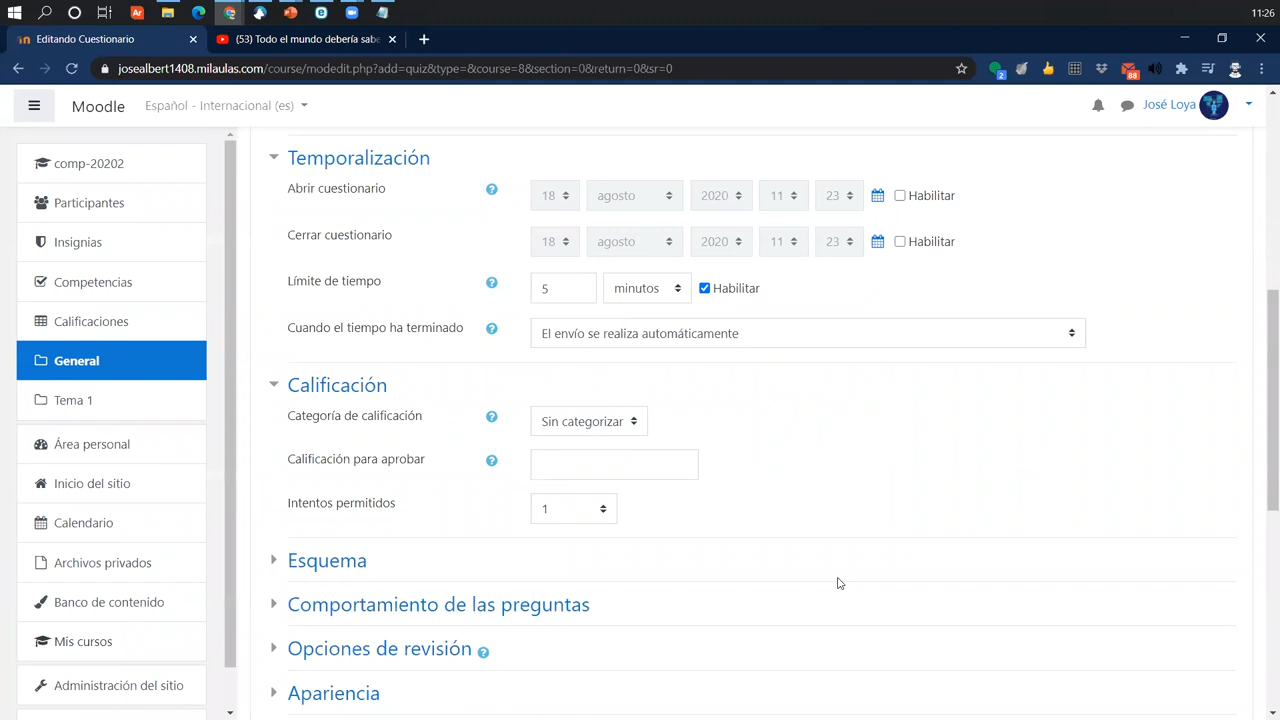 11:26
Editando Cuestionario
(53) Todo el mundo debería sabe
josealbert1408.milaulas.com/course/modedit.php?add=quiz&type=&course=8&section=0&return=0&sr=0
2
88
Moodle
Español - Internacional (es)
José Loya
comp-20202
Participantes
Insignias
Competencias
Calificaciones
General
Tema 1
Área personal
Inicio del sitio
Calendario
Archivos privados
Banco de contenido
Mis cursos
Administración del sitio
Temporalización
Abrir cuestionario
18 agosto 2020 11 23 Habilitar
Cerrar cuestionario
18 agosto 2020 11 23 Habilitar
Límite de tiempo
5 minutos Habilitar
Cuando el tiempo ha terminado
El envío se realiza automáticamente
Calificación
Categoría de calificación
Sin categorizar
Calificación para aprobar
Intentos permitidos
1
Esquema
Comportamiento de las preguntas
Opciones de revisión
Apariencia